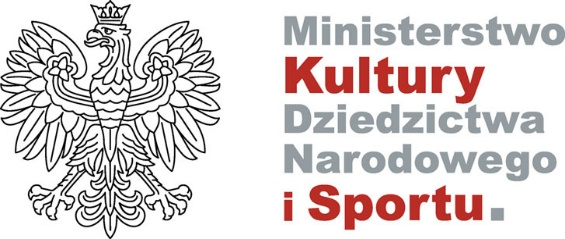 Ministerstwo
Kultury
Dziedzictwa
Narodowego
i Sportu.